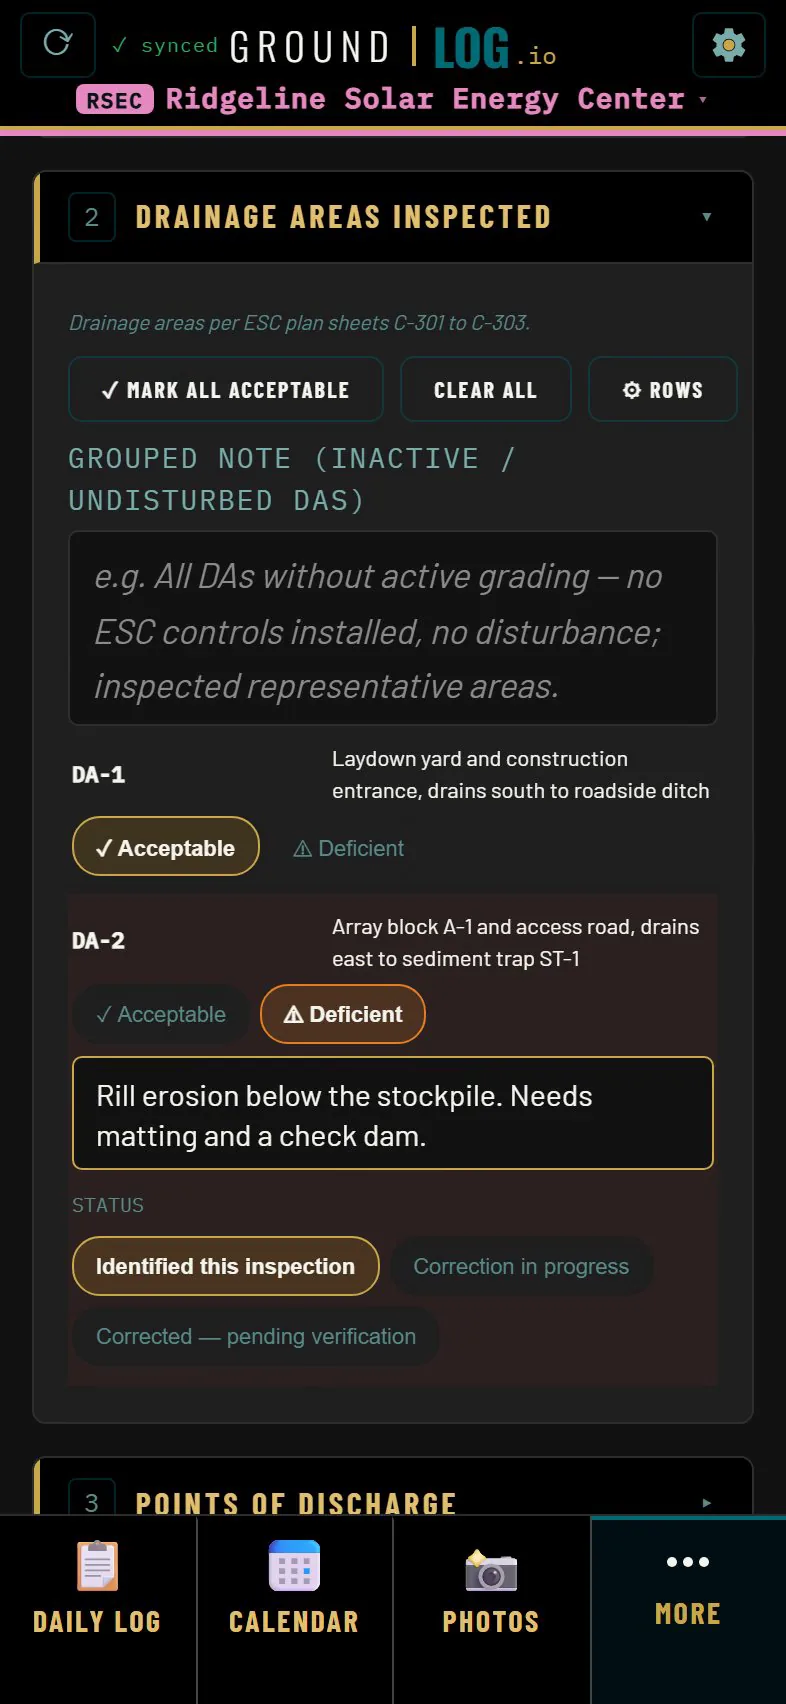 ✓ synced GROUND | LOG.io
RSEC Ridgeline Solar Energy Center ▾
2 DRAINAGE AREAS INSPECTED ▼
Drainage areas per ESC plan sheets C-301 to C-303.
✓ MARK ALL ACCEPTABLE CLEAR ALL ⚙ ROWS
GROUPED NOTE (INACTIVE /
UNDISTURBED DAS)
e.g. All DAs without active grading — no
ESC controls installed, no disturbance;
inspected representative areas.
DA-1
Laydown yard and construction
entrance, drains south to roadside ditch
✓ Acceptable ⚠ Deficient
DA-2
Array block A-1 and access road, drains
east to sediment trap ST-1
✓ Acceptable ⚠ Deficient
Rill erosion below the stockpile. Needs
matting and a check dam.
STATUS
Identified this inspection Correction in progress
Corrected — pending verification
3 POINTS OF DISCHARGE ▶
DAILY LOG CALENDAR PHOTOS MORE